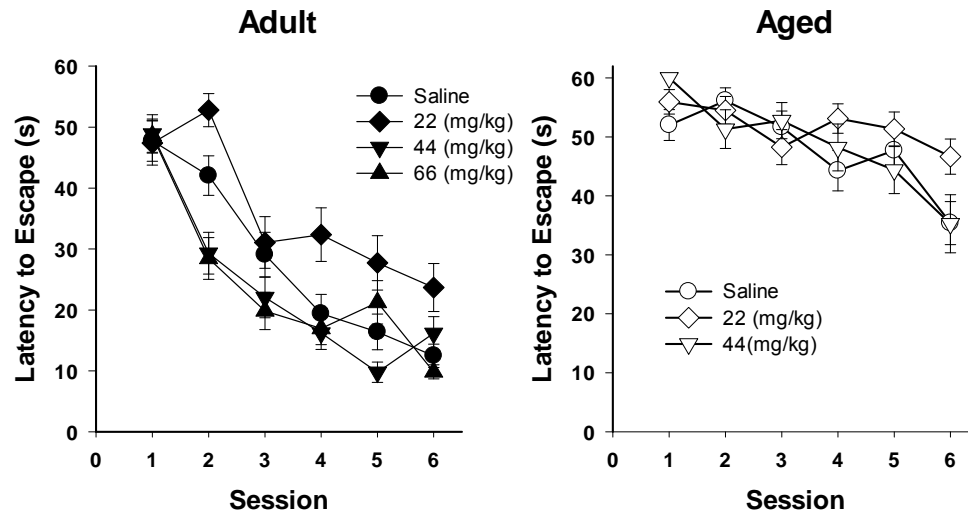 Adult
Latency to Escape (s)
60
50
40
30
20
10
0
0 1 2 3 4 5 6
Session
Saline
22 (mg/kg)
44 (mg/kg)
66 (mg/kg)
Aged
Latency to Escape (s)
60
50
40
30
20
10
0
0 1 2 3 4 5 6
Session
Saline
22 (mg/kg)
44(mg/kg)